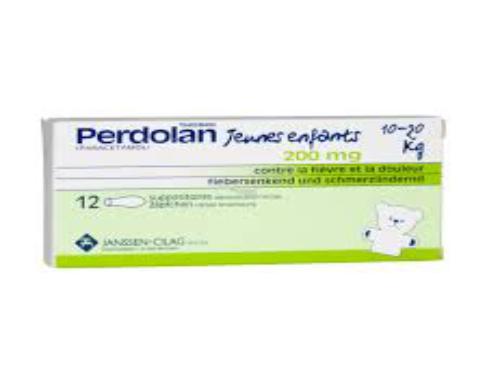 Perdolan Jeunes enfants 10-20 Kg
(PARACETAMOL)
200 mg
contre la fièvre et la douleur
fiebersenkend und schmerzlindernd
12 suppositoires
Zäpfchen
JANSSEN-CILAG